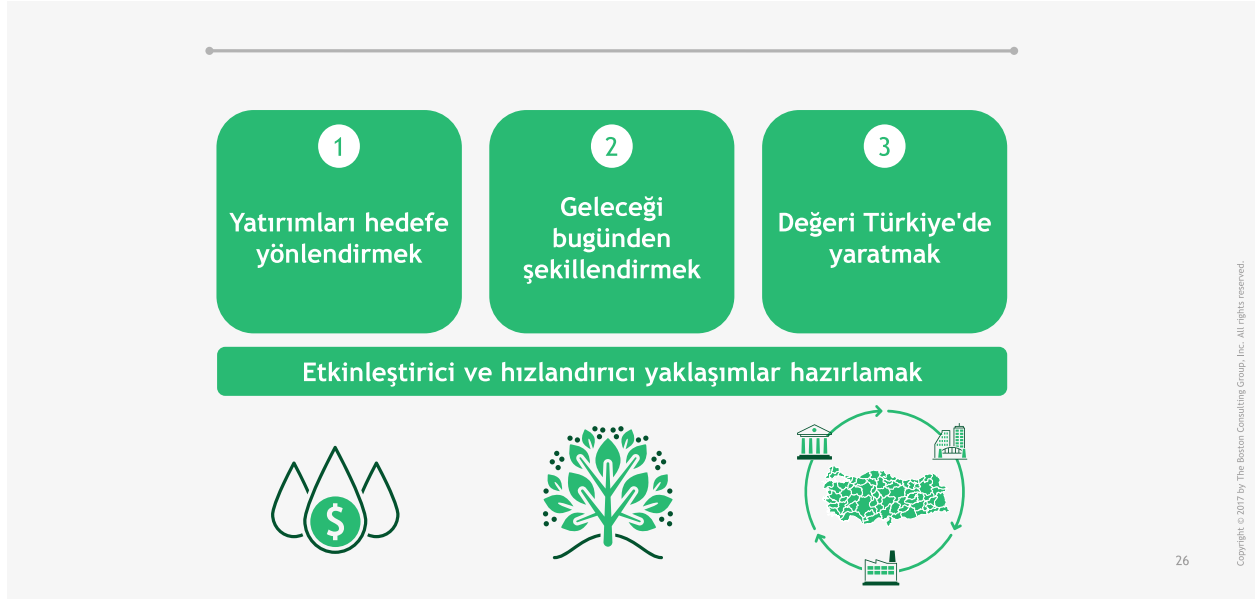 1
Yatırımları hedefe
yönlendirmek
2
Geleceği
bugünden
şekillendirmek
3
Değeri Türkiye'de
yaratmak
Etkinleştirici ve hızlandırıcı yaklaşımlar hazırlamak
$
26
Copyright © 2017 by The Boston Consulting Group, Inc. All rights reserved.